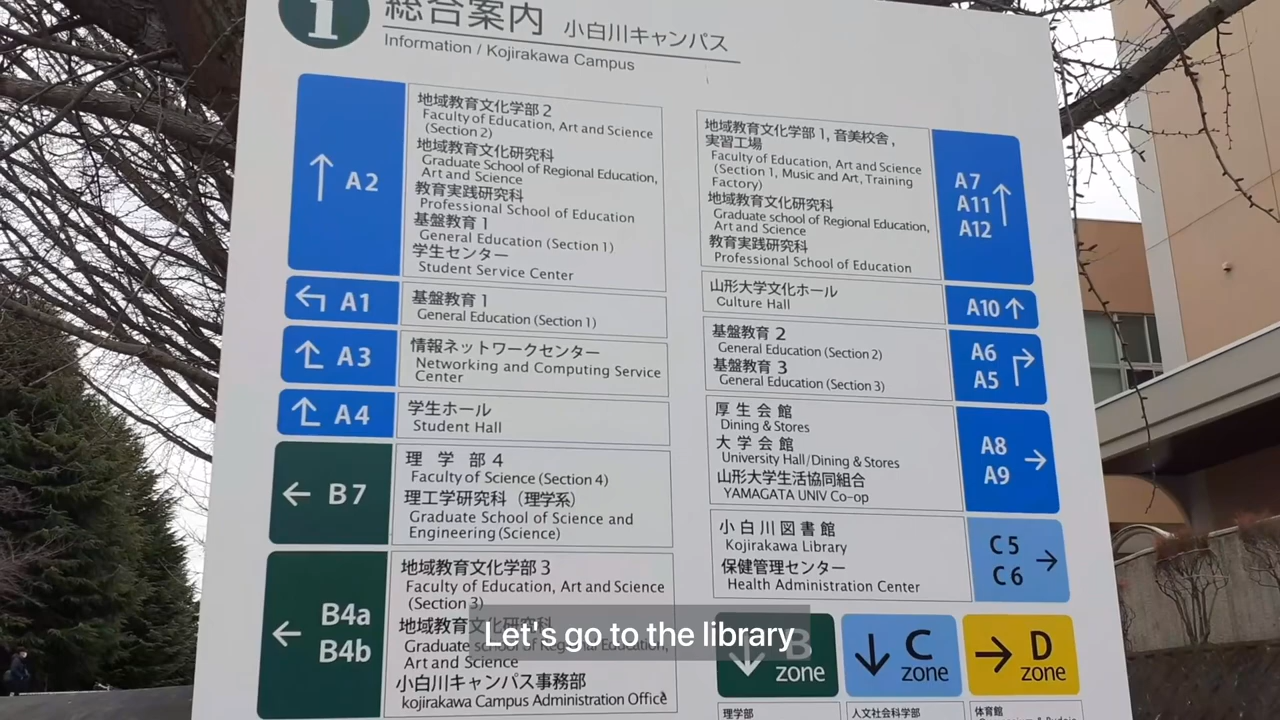 i 総合案内 小白川キャンパス
Information / Kojirakawa Campus
↑ A2
地域教育文化学部 2
Faculty of Education, Art and Science
(Section 2)
地域教育文化研究科
Graduate School of Regional Education,
Art and Science
教育実践研究科
Professional School of Education
基盤教育 1
General Education (Section 1)
学生センター
Student Service Center
A1
基盤教育 1
General Education (Section 1)
A3
情報ネットワークセンター
Networking and Computing Service
Center
A4
学生ホール
Student Hall
← B7
理 学 部 4
Faculty of Science (Section 4)
理工学研究科（理学系）
Graduate School of Science and
Engineering (Science)
← B4a
B4b
地域教育文化学部 3
Faculty of Education, Art and Science
(Section 3)
地域教育文化研究科
Graduate school of Regional Education,
Art and Science
小白川キャンパス事務部
kojirakawa Campus Administration Office
地域教育文化学部 1, 音美校舎,
実習工場
Faculty of Education, Art and Science
(Section 1, Music and Art, Training
Factory)
地域教育文化研究科
Graduate school of Regional Education,
Art and Science
教育実践研究科
Professional School of Education
A7
A11 ↑
A12
山形大学文化ホール
Culture Hall
A10 ↑
基盤教育 2
General Education (Section 2)
基盤教育 3
General Education (Section 3)
A6
A5
厚 生 会 館
Dining & Stores
大 学 会 館
University Hall/Dining & Stores
山形大学生活協同組合
YAMAGATA UNIV Co-op
A8 →
A9
小 白 川 図 書 館
Kojirakawa Library
保健管理センター
Health Administration Center
C5 →
C6
↓ B zone
↓ C zone
→ D zone
理学部
人文社会科学部
体育館
Let's go to the library